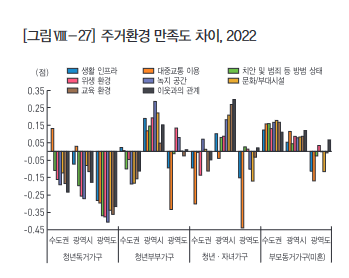 [그림 Ⅷ-27] 주거환경 만족도 차이, 2022
(점)
생활 인프라 대중교통 이용 치안 및 범죄 등 방범 상태
위생 환경 녹지 공간 문화/부대시설
교육 환경 이웃과의 관계
0.35
0.25
0.15
0.05
-0.05
-0.15
-0.25
-0.35
-0.45
수도권 광역시 광역도 수도권 광역시 광역도 수도권 광역시 광역도 수도권 광역시 광역도
청년독거가구 청년부부가구 청년·자녀가구 부모동거가구(미혼)